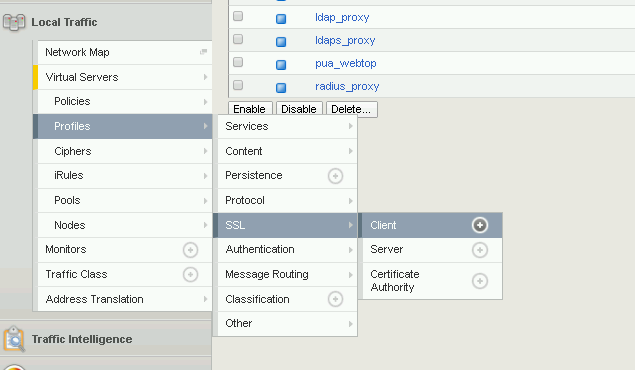 Local Traffic
Network Map
Virtual Servers
Policies
Profiles
Ciphers
iRules
Pools
Nodes
Monitors
Traffic Class
Address Translation
Traffic Intelligence
ldap_proxy
ldaps_proxy
pua_webtop
radius_proxy
Enable Disable Delete...
Services
Content
Persistence
Protocol
SSL
Authentication
Message Routing
Classification
Other
Client
Server
Certificate
Authority